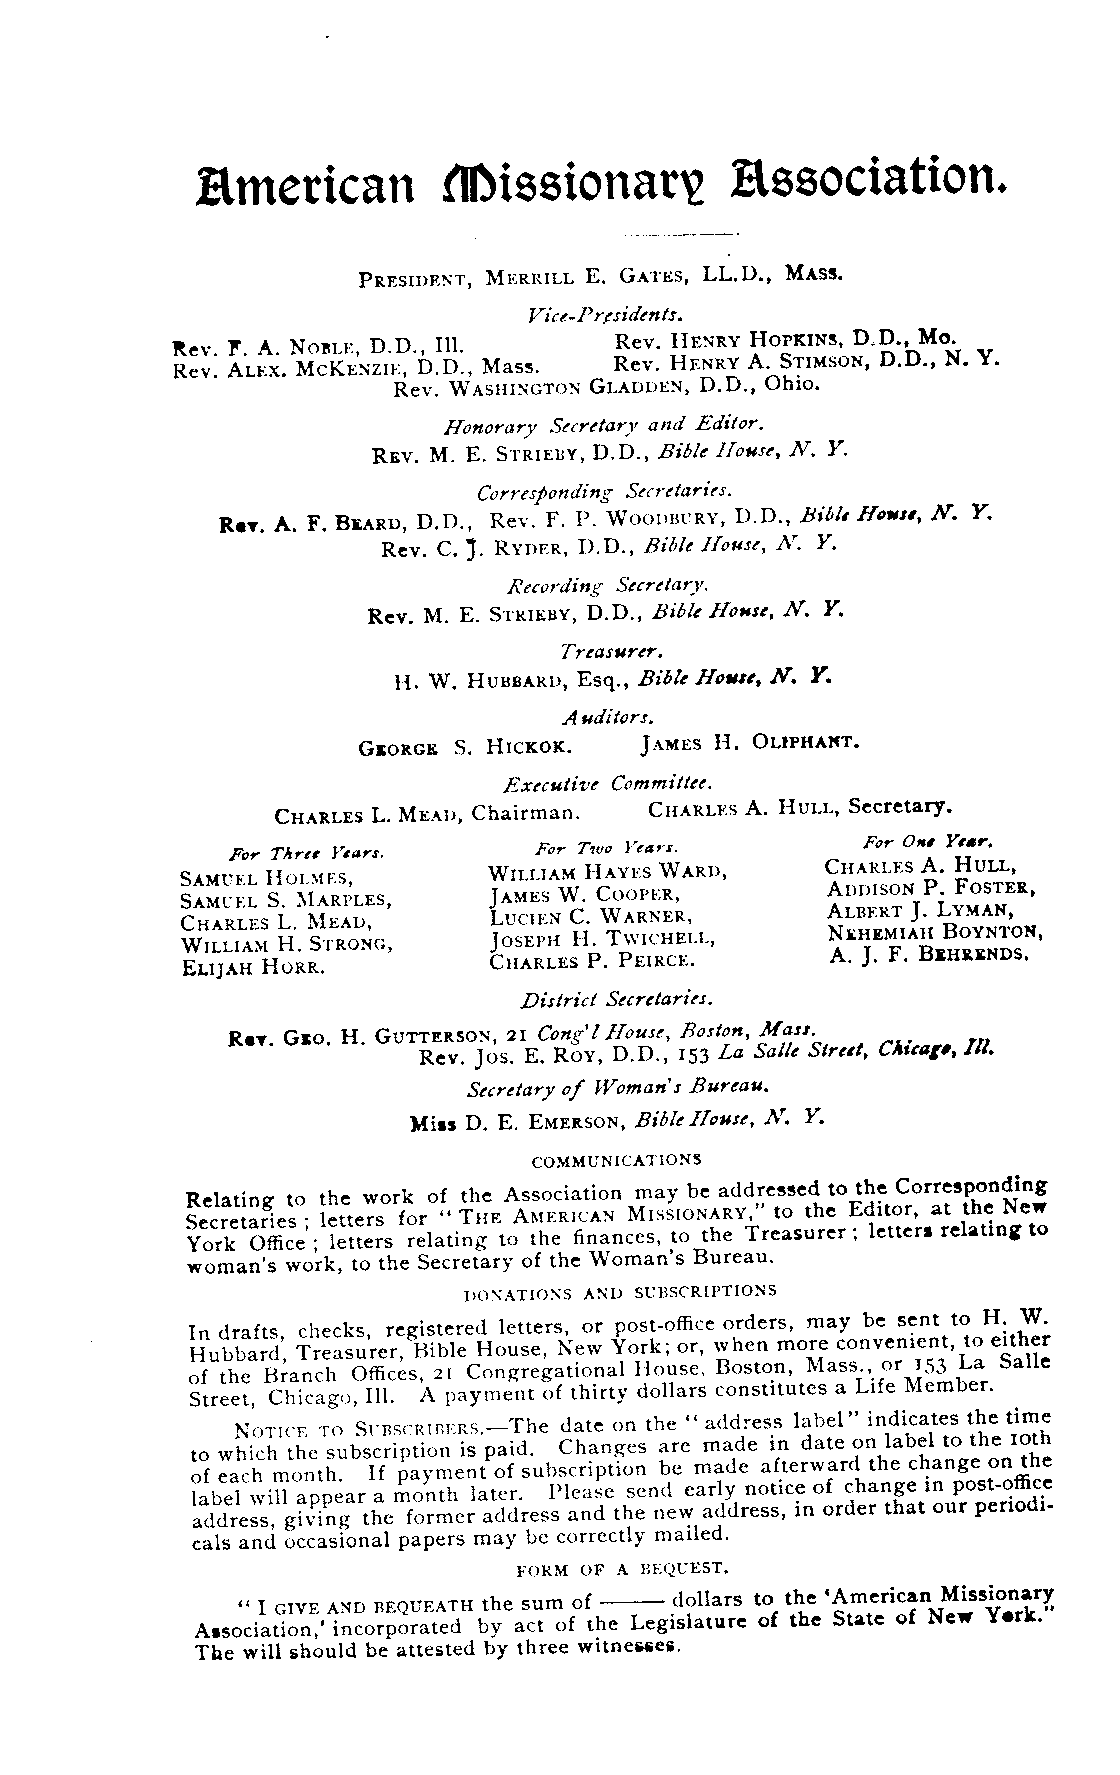 American Missionary Association.
PRESIDENT, MERRILL E. GATES, LL.D., MASS.
Vice-Presidents.
Rev. F. A. NOBLE, D.D., Ill. Rev. HENRY HOPKINS, D.D., Mo.
Rev. ALEX. MCKENZIE, D.D., Mass. Rev. HENRY A. STIMSON, D.D., N. Y.
Rev. WASHINGTON GLADDEN, D.D., Ohio.
Honorary Secretary and Editor.
REV. M. E. STRIEBY, D.D., Bible House, N. Y.
Corresponding Secretaries.
Rev. A. F. BEARD, D.D., Rev. F. P. WOODBURY, D.D., Bible House, N. Y.
Rev. C. J. RYDER, D.D., Bible House, N. Y.
Recording Secretary.
Rev. M. E. STRIEBY, D.D., Bible House, N. Y.
Treasurer.
H. W. HUBBARD, Esq., Bible House, N. Y.
Auditors.
GEORGE S. HICKOK. JAMES H. OLIPHANT.
Executive Committee.
CHARLES L. MEAD, Chairman. CHARLES A. HULL, Secretary.
For Three Years.
SAMUEL HOLMES,
SAMUEL S. MARPLES,
CHARLES L. MEAD,
WILLIAM H. STRONG,
ELIJAH HORR.
For Two Years.
WILLIAM HAYES WARD,
JAMES W. COOPER,
LUCIEN C. WARNER,
JOSEPH H. TWICHELL,
CHARLES P. PEIRCE.
For One Year.
CHARLES A. HULL,
ADDISON P. FOSTER,
ALBERT J. LYMAN,
NEHEMIAH BOYNTON,
A. J. F. BEHRENDS.
District Secretaries.
Rev. GEO. H. GUTTERSON, 21 Cong'l House, Boston, Mass.
Rev. JOS. E. ROY, D.D., 153 La Salle Street, Chicago, Ill.
Secretary of Woman's Bureau.
Miss D. E. EMERSON, Bible House, N. Y.
COMMUNICATIONS
Relating to the work of the Association may be addressed to the Corresponding
Secretaries ; letters for "THE AMERICAN MISSIONARY," to the Editor, at the New
York Office ; letters relating to the finances, to the Treasurer ; letters relating to
woman's work, to the Secretary of the Woman's Bureau.
DONATIONS AND SUBSCRIPTIONS
In drafts, checks, registered letters, or post-office orders, may be sent to H. W.
Hubbard, Treasurer, Bible House, New York; or, when more convenient, to either
of the Branch Offices, 21 Congregational House, Boston, Mass., or 153 La Salle
Street, Chicago, Ill. A payment of thirty dollars constitutes a Life Member.
NOTICE TO SUBSCRIBERS.—The date on the "address label" indicates the time
to which the subscription is paid. Changes are made in date on label to the 10th
of each month. If payment of subscription be made afterward the change on the
label will appear a month later. Please send early notice of change in post-office
address, giving the former address and the new address, in order that our periodi-
cals and occasional papers may be correctly mailed.
FORM OF A BEQUEST.
"I GIVE AND BEQUEATH the sum of —— dollars to the 'American Missionary
Association,' incorporated by act of the Legislature of the State of New York."
The will should be attested by three witnesses.